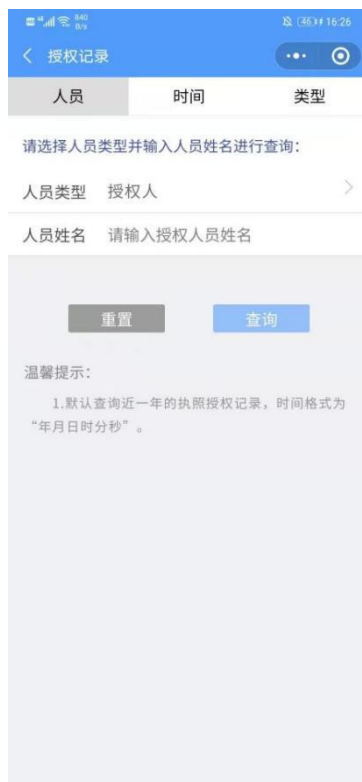 840
B/s
46
16:26
授权记录
人员 时间 类型
请选择人员类型并输入人员姓名进行查询：
人员类型 授权人
人员姓名 请输入授权人员姓名
重置 查询
温馨提示：
1.默认查询近一年的执照授权记录，时间格式为
“年月日时分秒”。